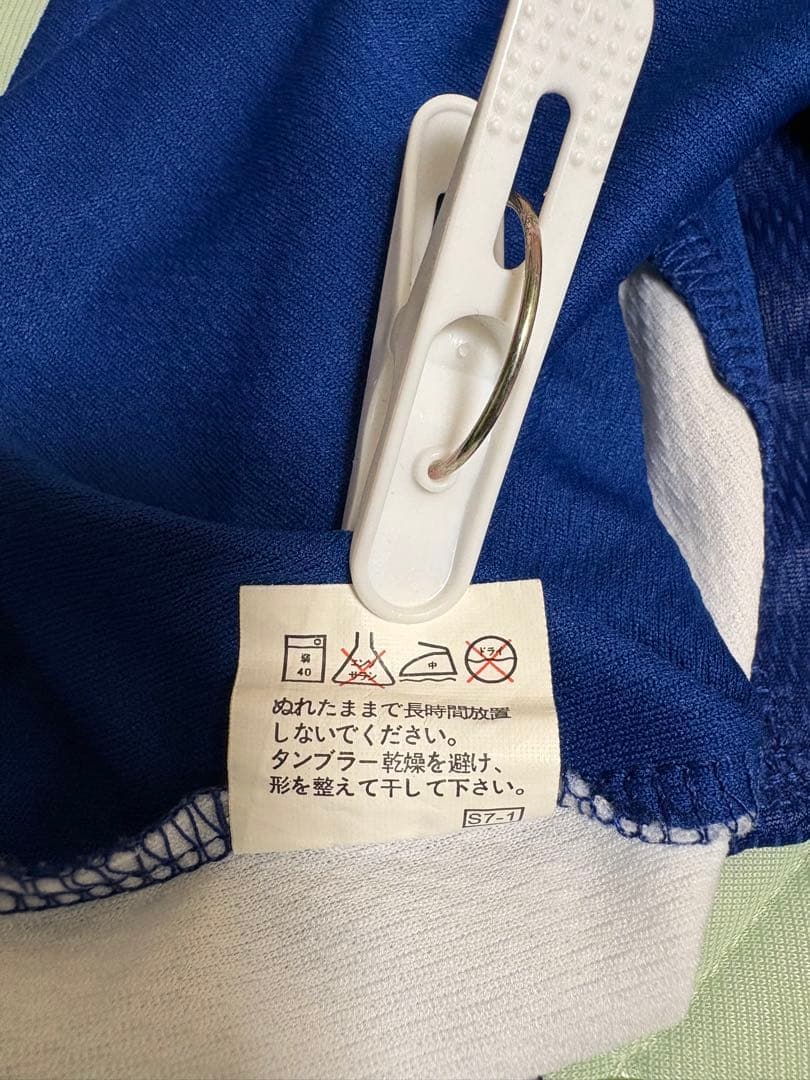 弱 40
エンソ サラシ
中
ドライ
ぬれたままで長時間放置
しないでください。
タンブラー乾燥を避け、
形を整えて干して下さい。
S7-1